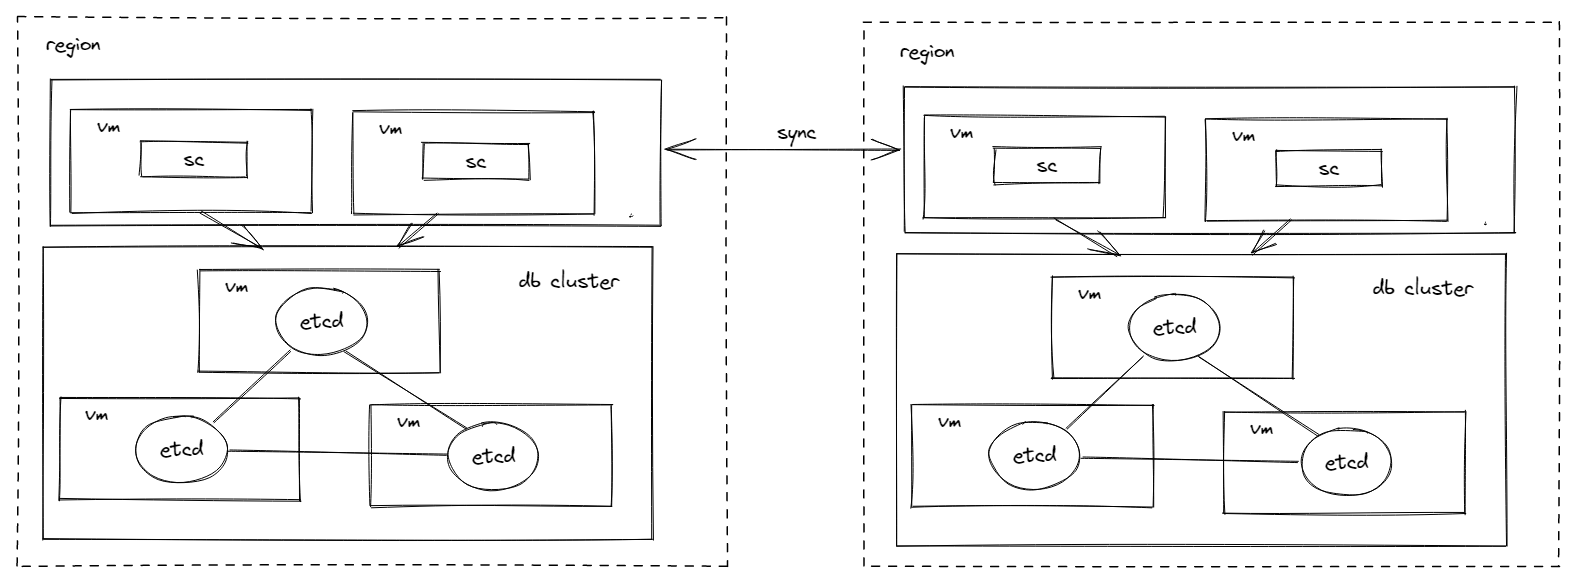 region
vm
sc
vm
sc
db cluster
vm
etcd
vm
etcd
vm
etcd
sync
region
vm
sc
vm
sc
db cluster
vm
etcd
vm
etcd
vm
etcd